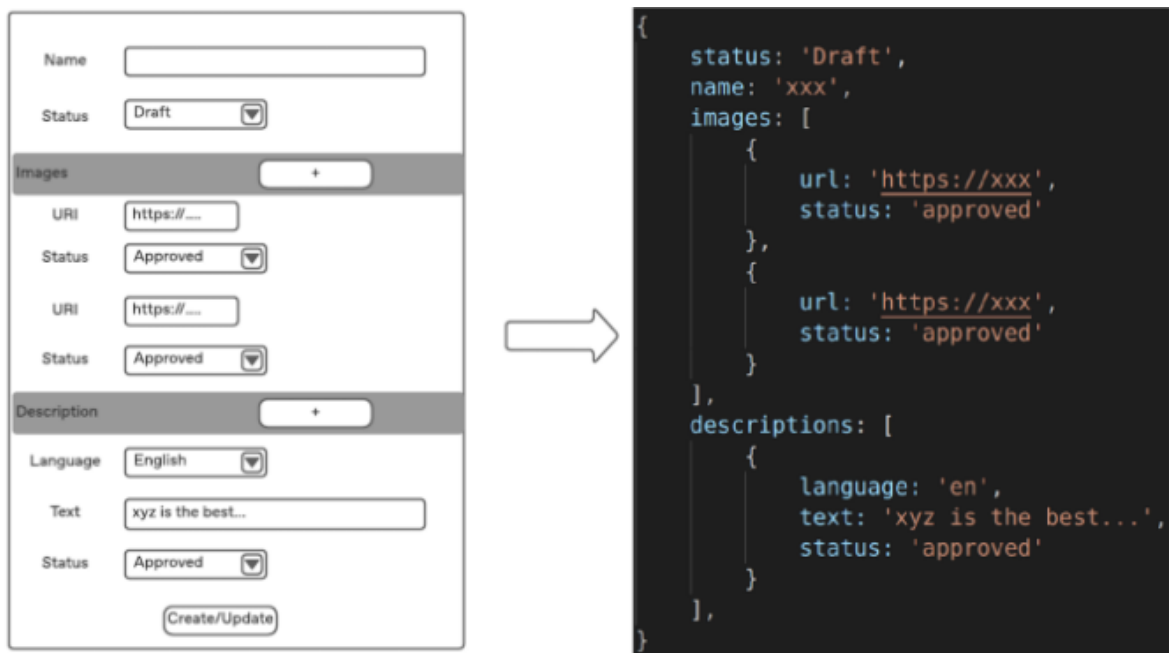 Name
Status Draft
Images +
URI https://.....
Status Approved
URI https://.....
Status Approved
Description +
Language English
Text xyz is the best...
Status Approved
Create/Update
{
status: 'Draft',
name: 'xxx',
images: [
{
url: 'https://xxx',
status: 'approved'
},
{
url: 'https://xxx',
status: 'approved'
}
],
descriptions: [
{
language: 'en',
text: 'xyz is the best...',
status: 'approved'
}
],
}